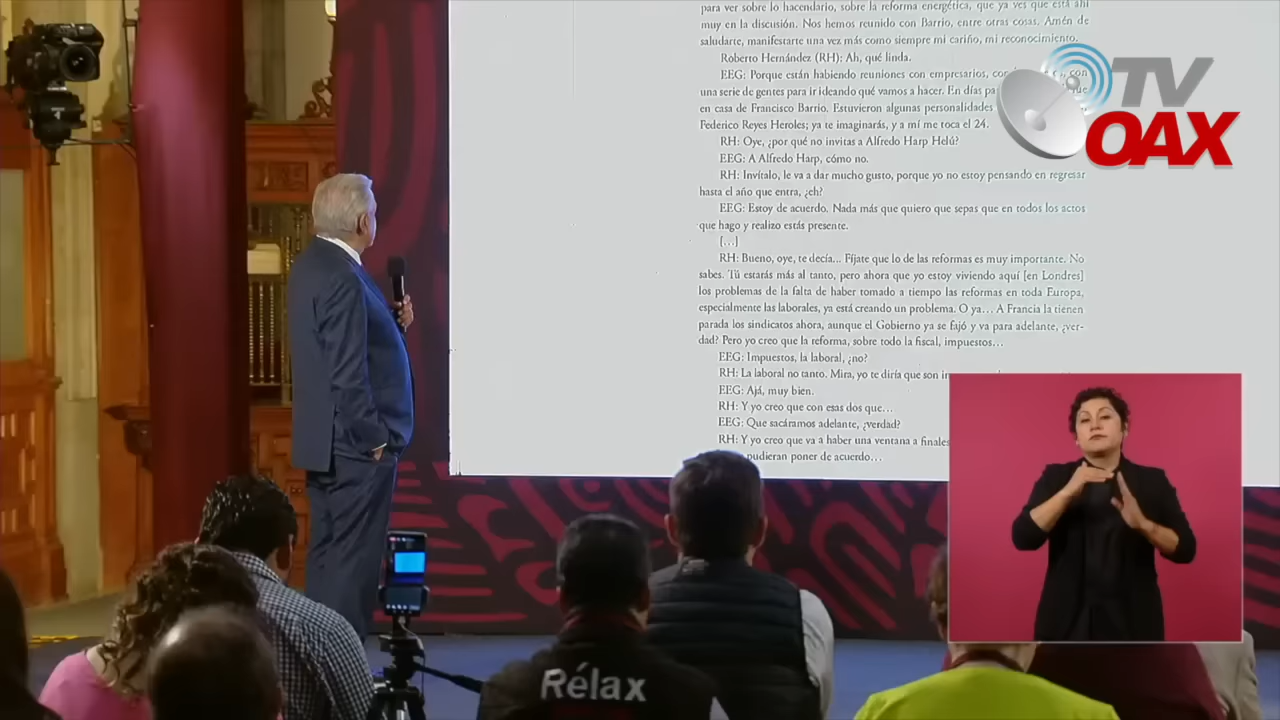 para ver sobre lo hacendario, sobre la reforma energética, que ya ves que está ahí
muy en la discusión. Nos hemos reunido con Barrio, entre otras cosas. Amén de
saludarte, manifestarte una vez más como siempre mi cariño, mi reconocimiento.
Roberto Hernández (RH): Ah, qué linda.
EEG: Porque están habiendo reuniones con empresarios, con
una serie de gentes para ir ideando qué vamos a hacer. En días
en casa de Francisco Barrio. Estuvieron algunas personalidades
Federico Reyes Heroles; ya te imaginarás, y a mí me toca el 24.
RH: Oye, ¿por qué no invitas a Alfredo Harp Helú?
EEG: A Alfredo Harp, cómo no.
RH: Invítalo, le va a dar mucho gusto, porque yo no estoy pensando en regresar
hasta el año que entra, ¿eh?
EEG: Estoy de acuerdo. Nada más que quiero que sepas que en todos los actos
que hago y realizo estás presente.
[…]
RH: Bueno, oye, te decía… Fíjate que lo de las reformas es muy importante. No
sabes. Tú estarás más al tanto, pero ahora que yo estoy viviendo aquí [en Londres]
los problemas de la falta de haber tomado a tiempo las reformas en toda Europa,
especialmente las laborales, ya está creando un problema. O ya… A Francia la tienen
parada los sindicatos ahora, aunque el Gobierno ya se fajó y va para adelante, ¿ver-
dad? Pero yo creo que la reforma, sobre todo la fiscal, impuestos…
EEG: Impuestos, la laboral, ¿no?
RH: La laboral no tanto. Mira, yo te diría que son
EEG: Ajá, muy bien.
RH: Y yo creo que con esas dos que…
EEG: Que sacáramos adelante, ¿verdad?
RH: Y yo creo que va a haber una ventana a finales
pudieran poner de acuerdo…
TV
OAX
Rélax